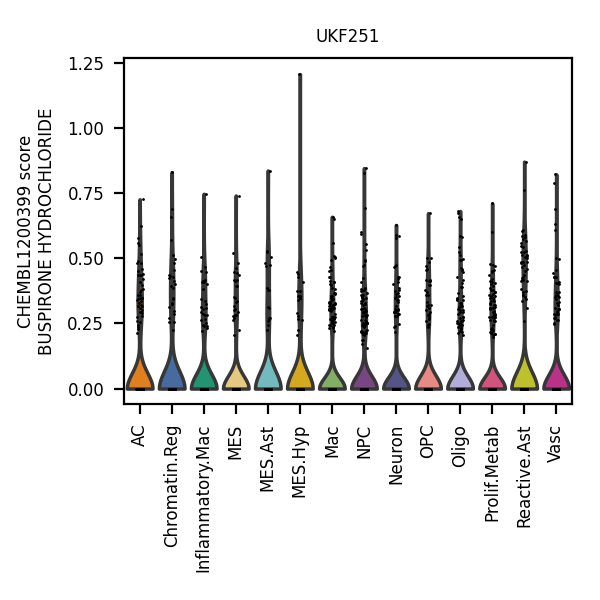 UKF251
CHEMBL1200399 score
BUSPIRONE HYDROCHLORIDE
1.25
1.00
0.75
0.50
0.25
0.00
AC
Chromatin.Reg
Inflammatory.Mac
MES
MES.Ast
MES.Hyp
Mac
NPC
Neuron
OPC
Oligo
Prolif.Metab
Reactive.Ast
Vasc